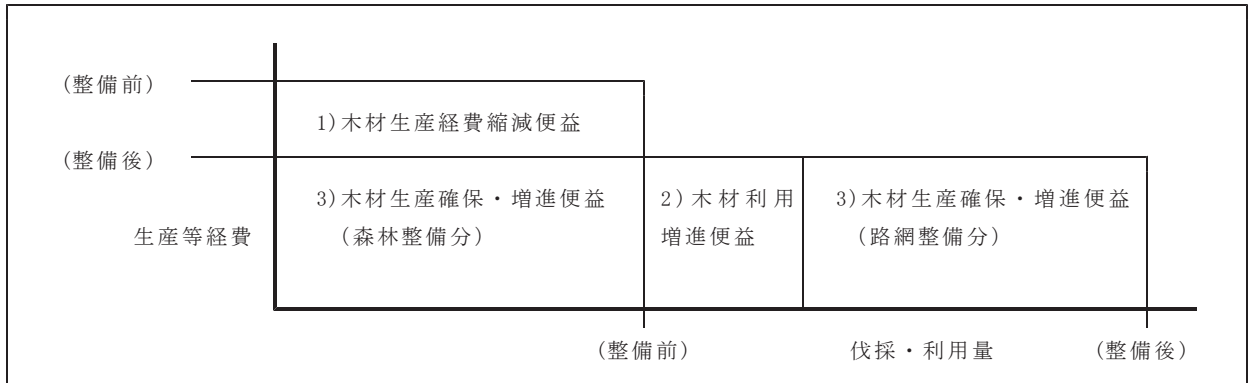 (整備前)
1)木材生産経費縮減便益
(整備後)
3)木材生産確保・増進便益
(森林整備分)
2)木材利用
増進便益
3)木材生産確保・増進便益
(路網整備分)
生産等経費
(整備前)
伐採・利用量
(整備後)